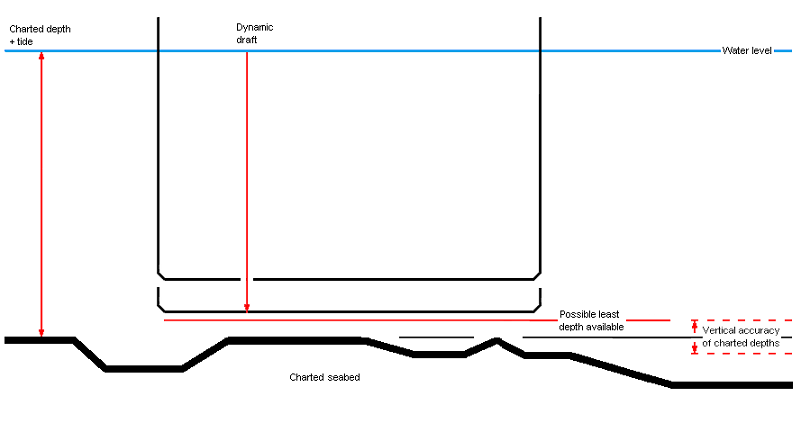 Charted depth
+ tide
Dynamic
draft
Water level
Possible least
depth available
Vertical accuracy
of charted depths
Charted seabed